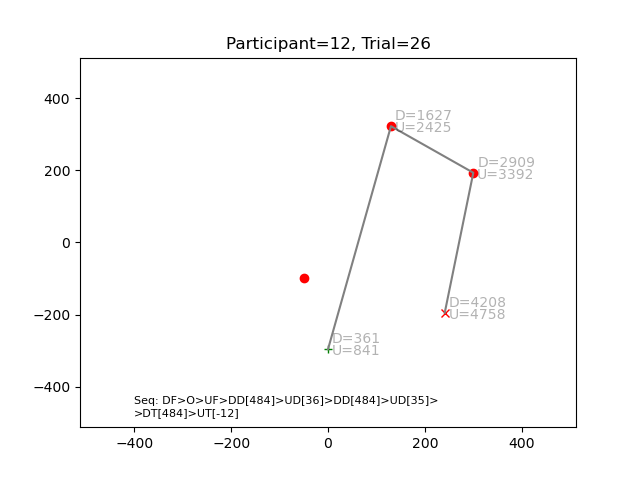 Participant=12, Trial=26
400
200
0
−200
−400
D=1627
U=2425
D=2909
U=3392
D=4208
U=4758
D=361
U=841
Seq: DF>O>UF>DD[484]>UD[36]>DD[484]>UD[35]>
>DT[484]>UT[-12]
−400
−200
0
200
400